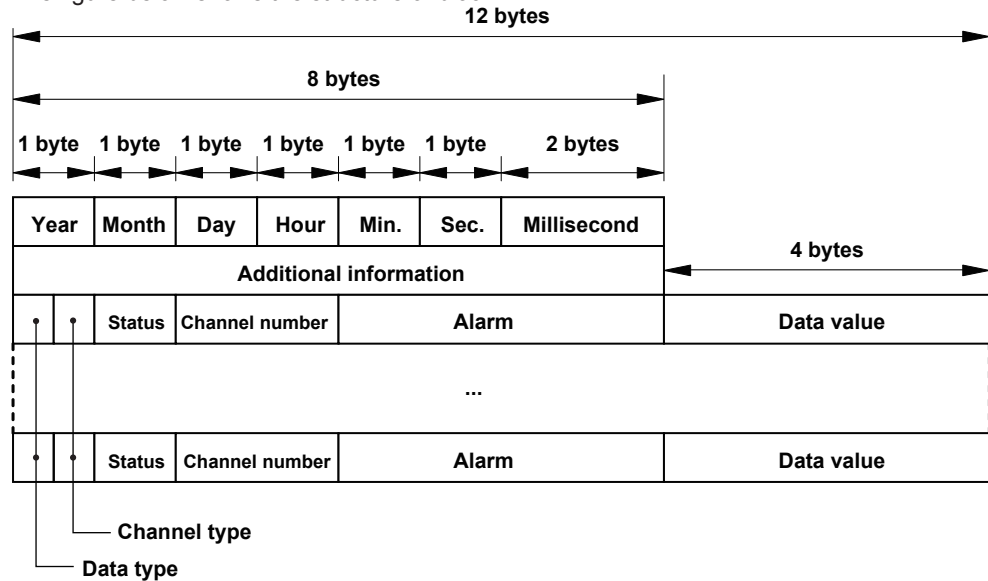 12 bytes
8 bytes
1 byte 1 byte 1 byte 1 byte 1 byte 1 byte 2 bytes
Year Month Day Hour Min. Sec. Millisecond
4 bytes
Additional information
Status Channel number Alarm Data value
...
Status Channel number Alarm Data value
Channel type
Data type